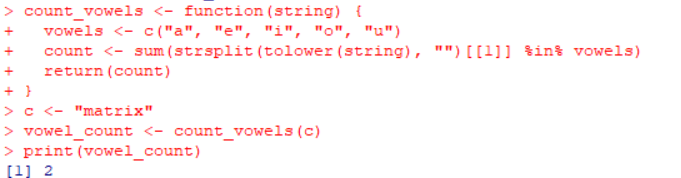 > count_vowels <- function(string) {
+   vowels <- c("a", "e", "i", "o", "u")
+   count <- sum(strsplit(tolower(string), "")[[1]] %in% vowels)
+   return(count)
+ }
> c <- "matrix"
> vowel_count <- count_vowels(c)
> print(vowel_count)
[1] 2